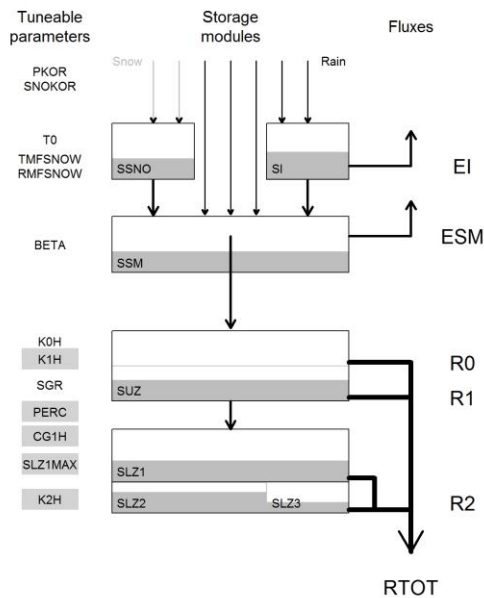 Tuneable parameters
Storage modules
Fluxes
PKOR
SNOKOR
Snow
Rain
T0
TMFSNOW
RMFSNOW
SSNO
SI
EI
BETA
SSM
ESM
K0H
K1H
SGR
PERC
CG1H
SLZ1MAX
K2H
SUZ
R0
R1
SLZ1
SLZ2
SLZ3
R2
RTOT